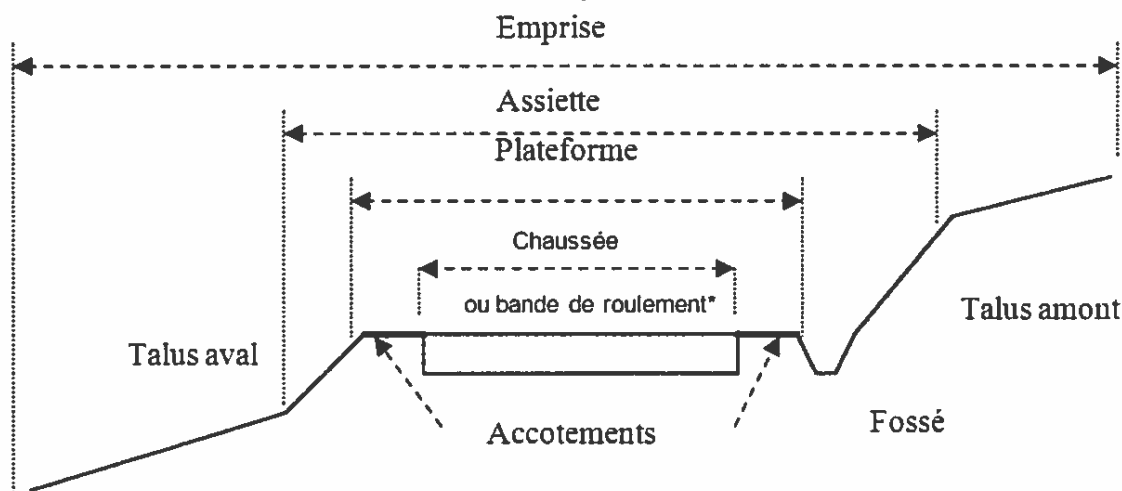 Emprise
Assiette
Plateforme
Chaussée
ou bande de roulement*
Talus amont
Talus aval
Fossé
Accotements